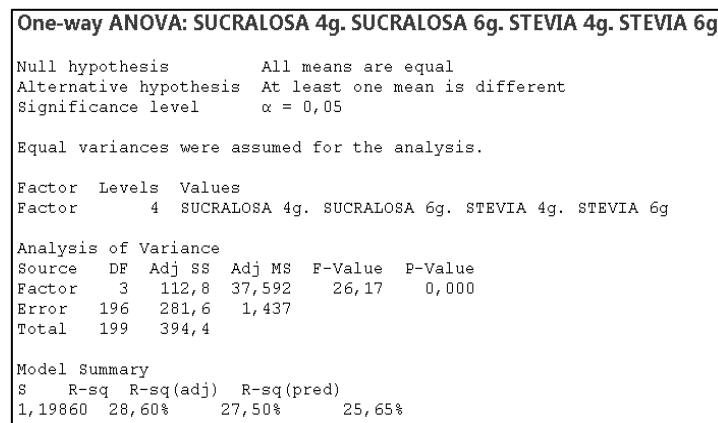 One-way ANOVA: SUCRALOSA 4g. SUCRALOSA 6g. STEVIA 4g. STEVIA 6g
Null hypothesis All means are equal
Alternative hypothesis At least one mean is different
Significance level α = 0,05
Equal variances were assumed for the analysis.
Factor Levels Values
Factor 4 SUCRALOSA 4g. SUCRALOSA 6g. STEVIA 4g. STEVIA 6g
Analysis of Variance
Source DF Adj SS Adj MS F-Value P-Value
Factor 3 112,8 37,592 26,17 0,000
Error 196 281,6 1,437
Total 199 394,4
Model Summary
S R-sq R-sq(adj) R-sq(pred)
1,19860 28,60% 27,50% 25,65%